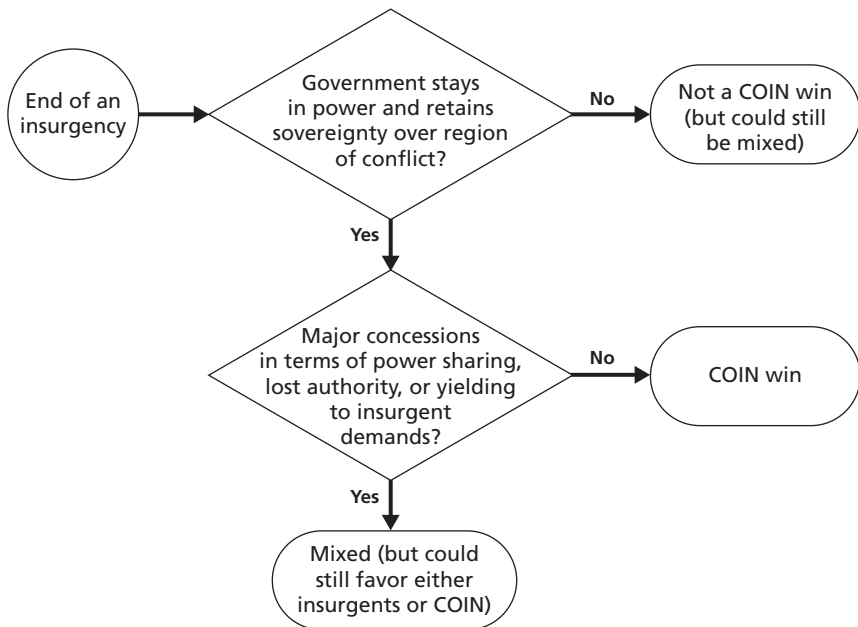 End of an
insurgency
Government stays
in power and retains
sovereignty over region
of conflict?
No
Not a COIN win
(but could still
be mixed)
Yes
Major concessions
in terms of power sharing,
lost authority, or yielding
to insurgent
demands?
No
COIN win
Yes
Mixed (but could
still favor either
insurgents or COIN)